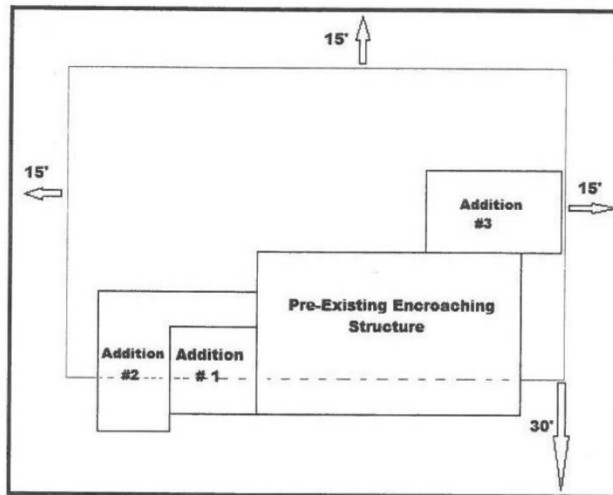 15'
15'
15'
Addition
#3
Pre-Existing Encroaching
Structure
Addition
#2
Addition
# 1
30'